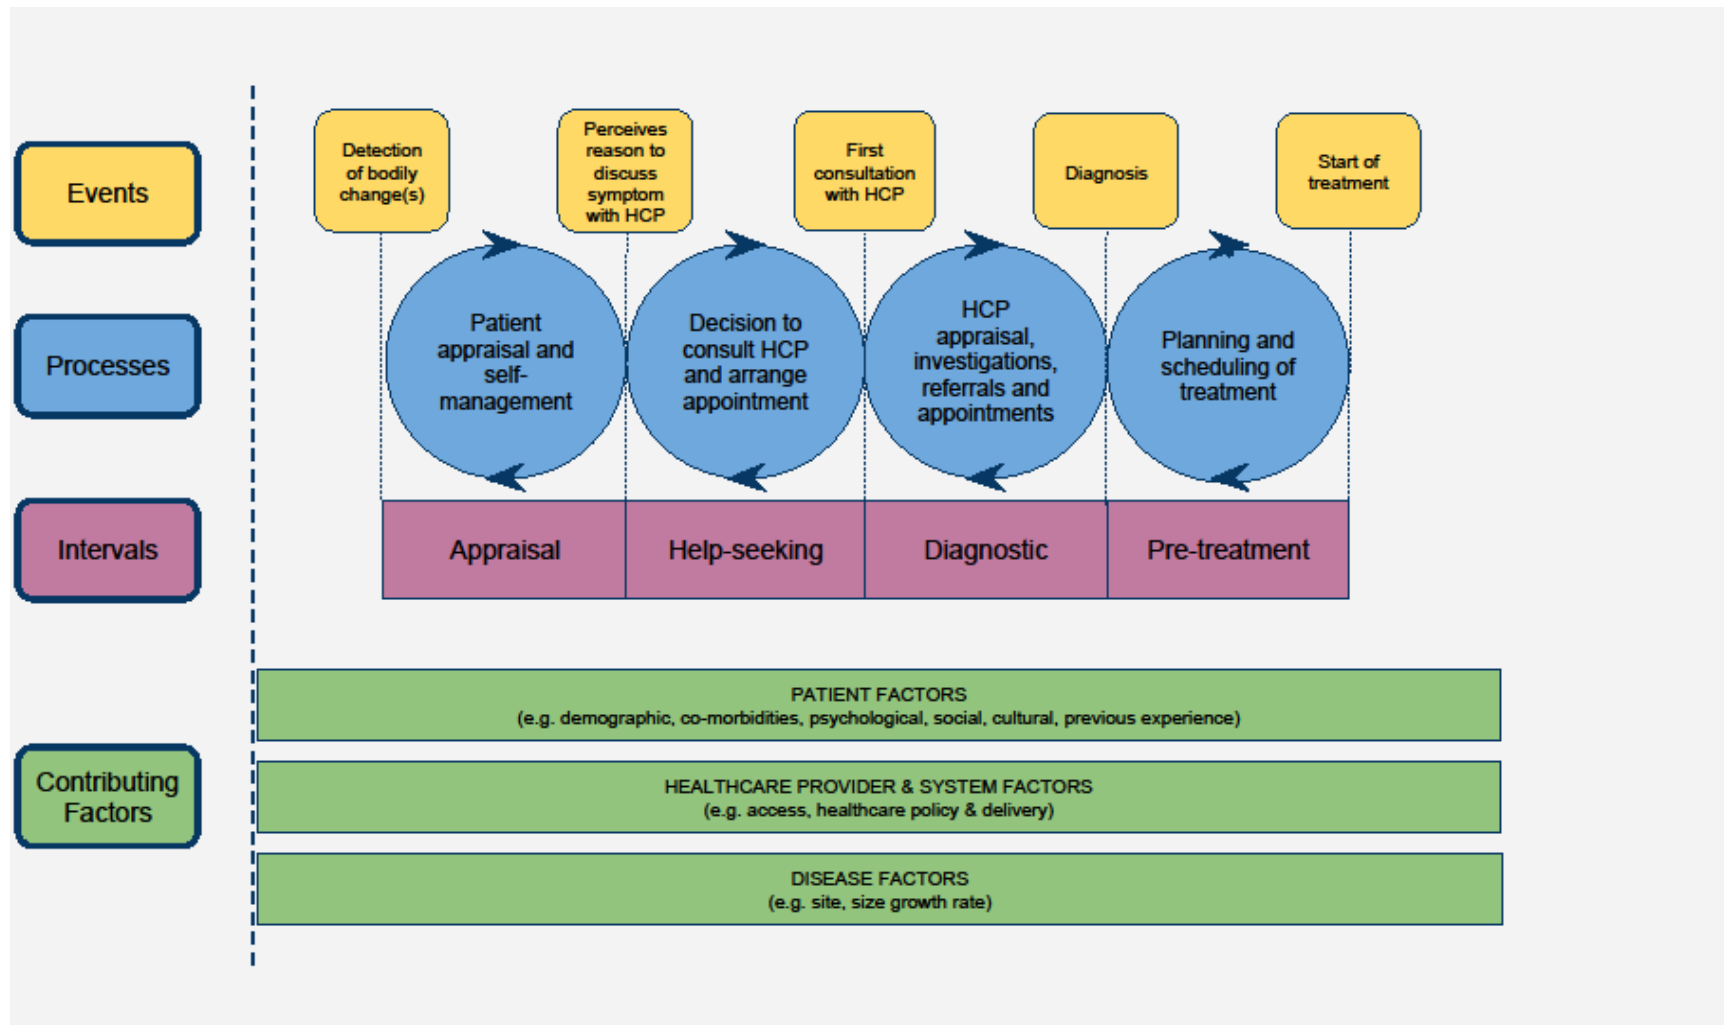 Events
Detection
of bodily
change(s)
Perceives
reason to
discuss
symptom
with HCP
First
consultation
with HCP
Diagnosis
Start of
treatment
Processes
Patient
appraisal and
self-
management
Decision to
consult HCP
and arrange
appointment
HCP
appraisal,
investigations,
referrals and
appointments
Planning and
scheduling of
treatment
Intervals
Appraisal
Help-seeking
Diagnostic
Pre-treatment
Contributing
Factors
PATIENT FACTORS
(e.g. demographic, co-morbidities, psychological, social, cultural, previous experience)
HEALTHCARE PROVIDER & SYSTEM FACTORS
(e.g. access, healthcare policy & delivery)
DISEASE FACTORS
(e.g. site, size growth rate)